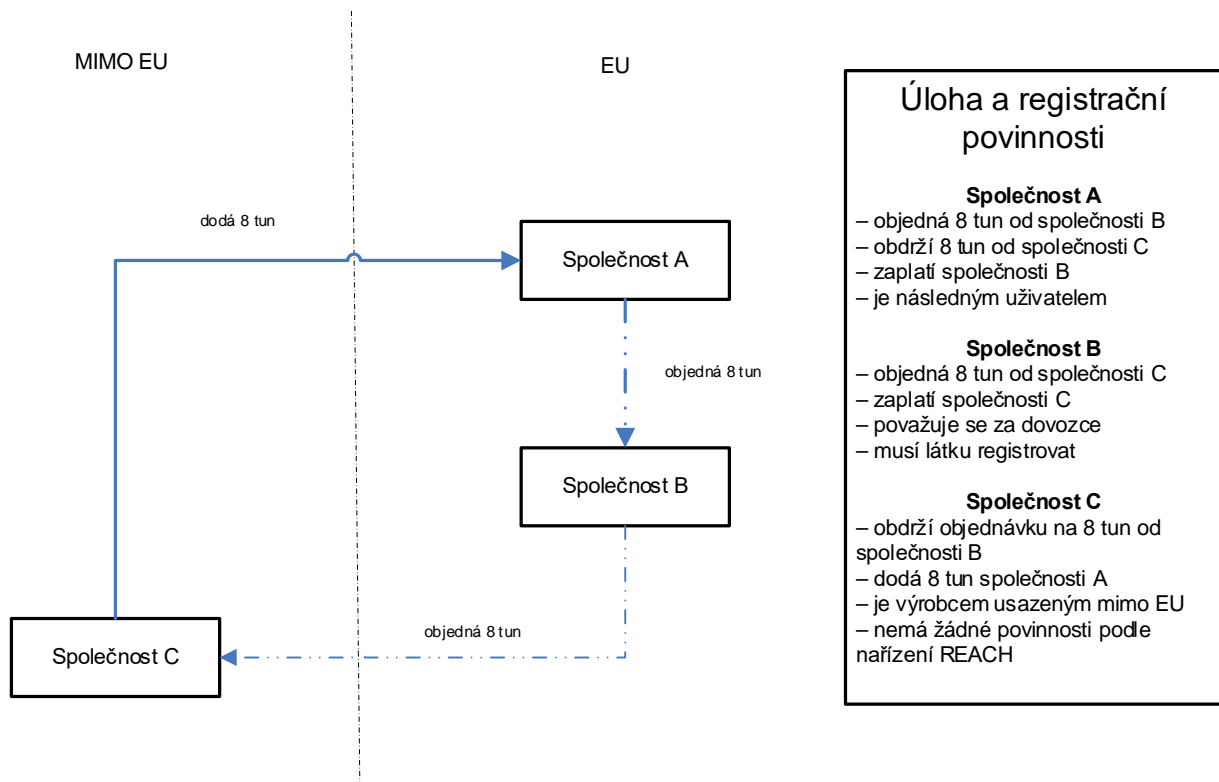 MIMO EU
EU
dodá 8 tun
Společnost A
objedná 8 tun
Společnost B
objedná 8 tun
Společnost C
Úloha a registrační
povinnosti
Společnost A
– objedná 8 tun od společnosti B
– obdrží 8 tun od společnosti C
– zaplatí společnosti B
– je následným uživatelem
Společnost B
– objedná 8 tun od společnosti C
– zaplatí společnosti C
– považuje se za dovozce
– musí látku registrovat
Společnost C
– obdrží objednávku na 8 tun od
společnosti B
– dodá 8 tun společnosti A
– je výrobcem usazeným mimo EU
– nemá žádné povinnosti podle
nařízení REACH